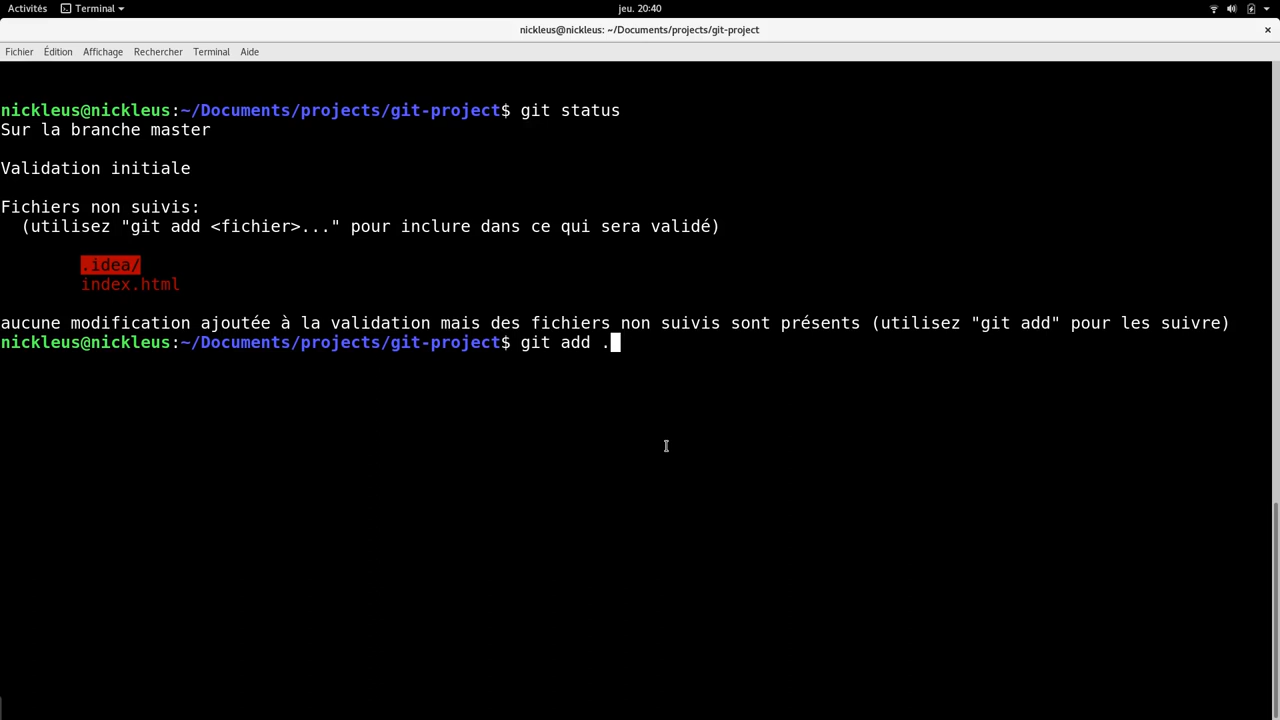 Activités Terminal jeu. 20:40
nickleus@nickleus: ~/Documents/projects/git-project ×
Fichier Édition Affichage Rechercher Terminal Aide
nickleus@nickleus:~/Documents/projects/git-project$ git status
Sur la branche master
Validation initiale
Fichiers non suivis:
(utilisez "git add <fichier>..." pour inclure dans ce qui sera validé)
.idea/
index.html
aucune modification ajoutée à la validation mais des fichiers non suivis sont présents (utilisez "git add" pour les suivre)
nickleus@nickleus:~/Documents/projects/git-project$ git add .